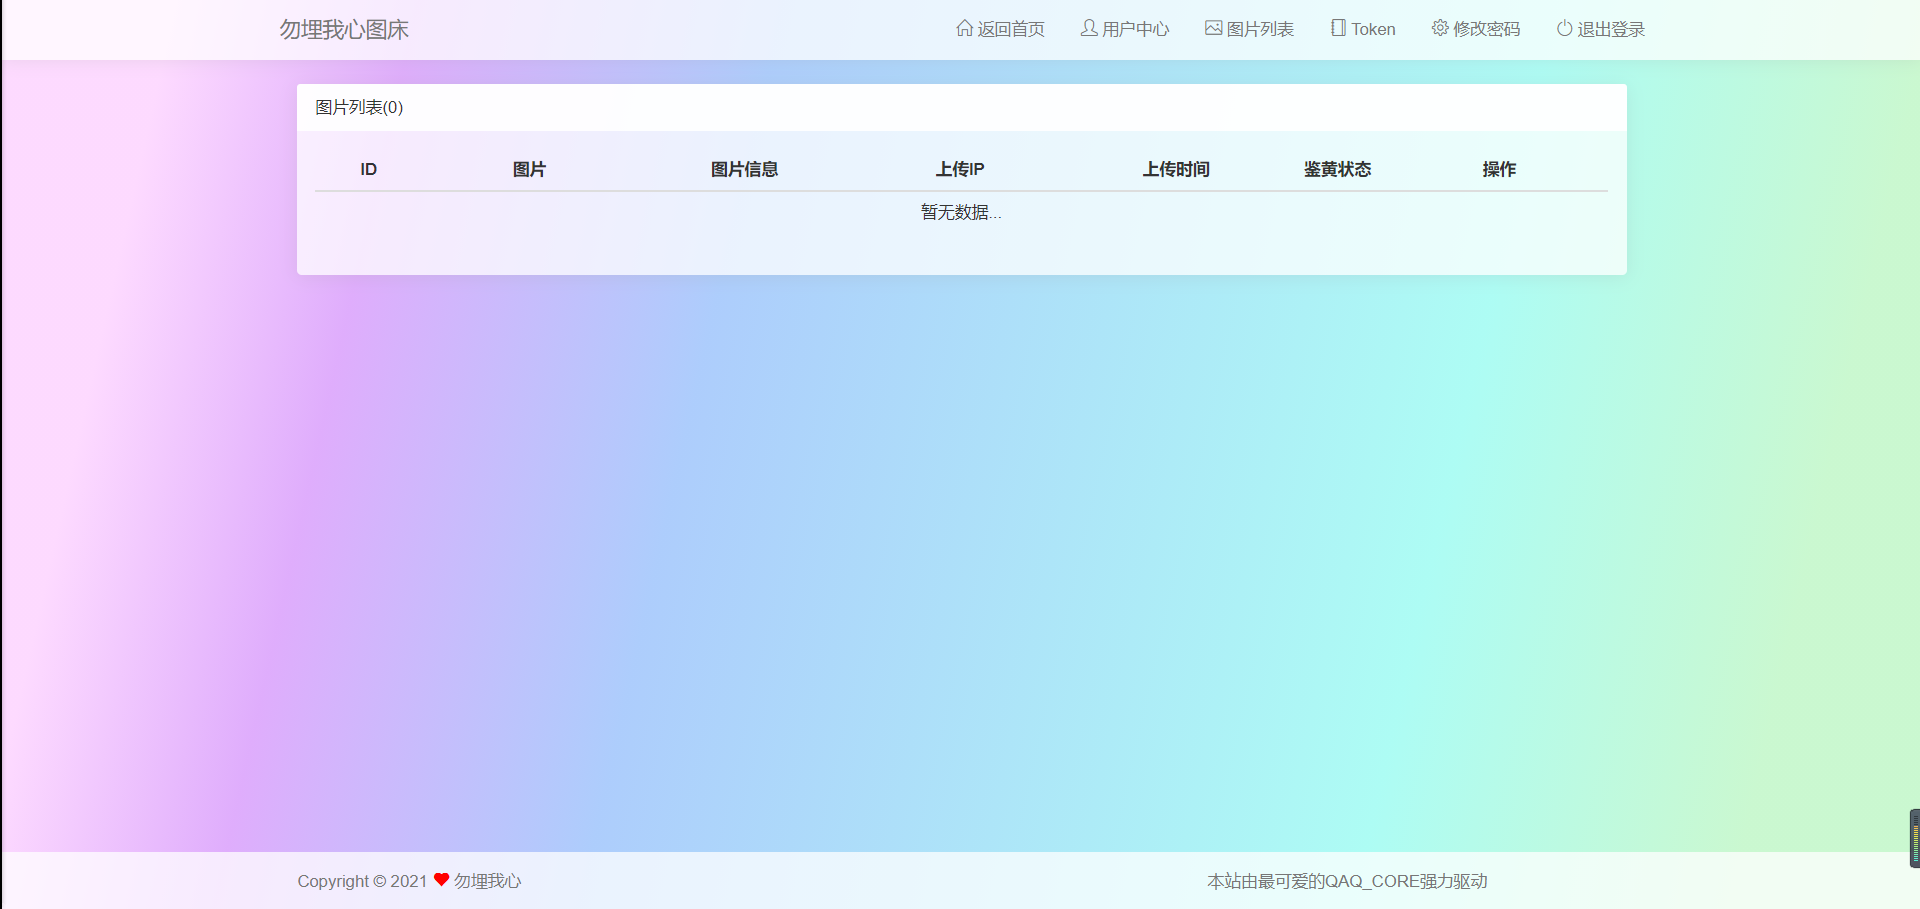 勿埋我心图床 返回首页 用户中心 图片列表 Token 修改密码 退出登录
图片列表(0)
ID 图片 图片信息 上传IP 上传时间 鉴黄状态 操作
暂无数据...
Copyright © 2021 ❤ 勿埋我心 本站由最可爱的QAQ_CORE强力驱动